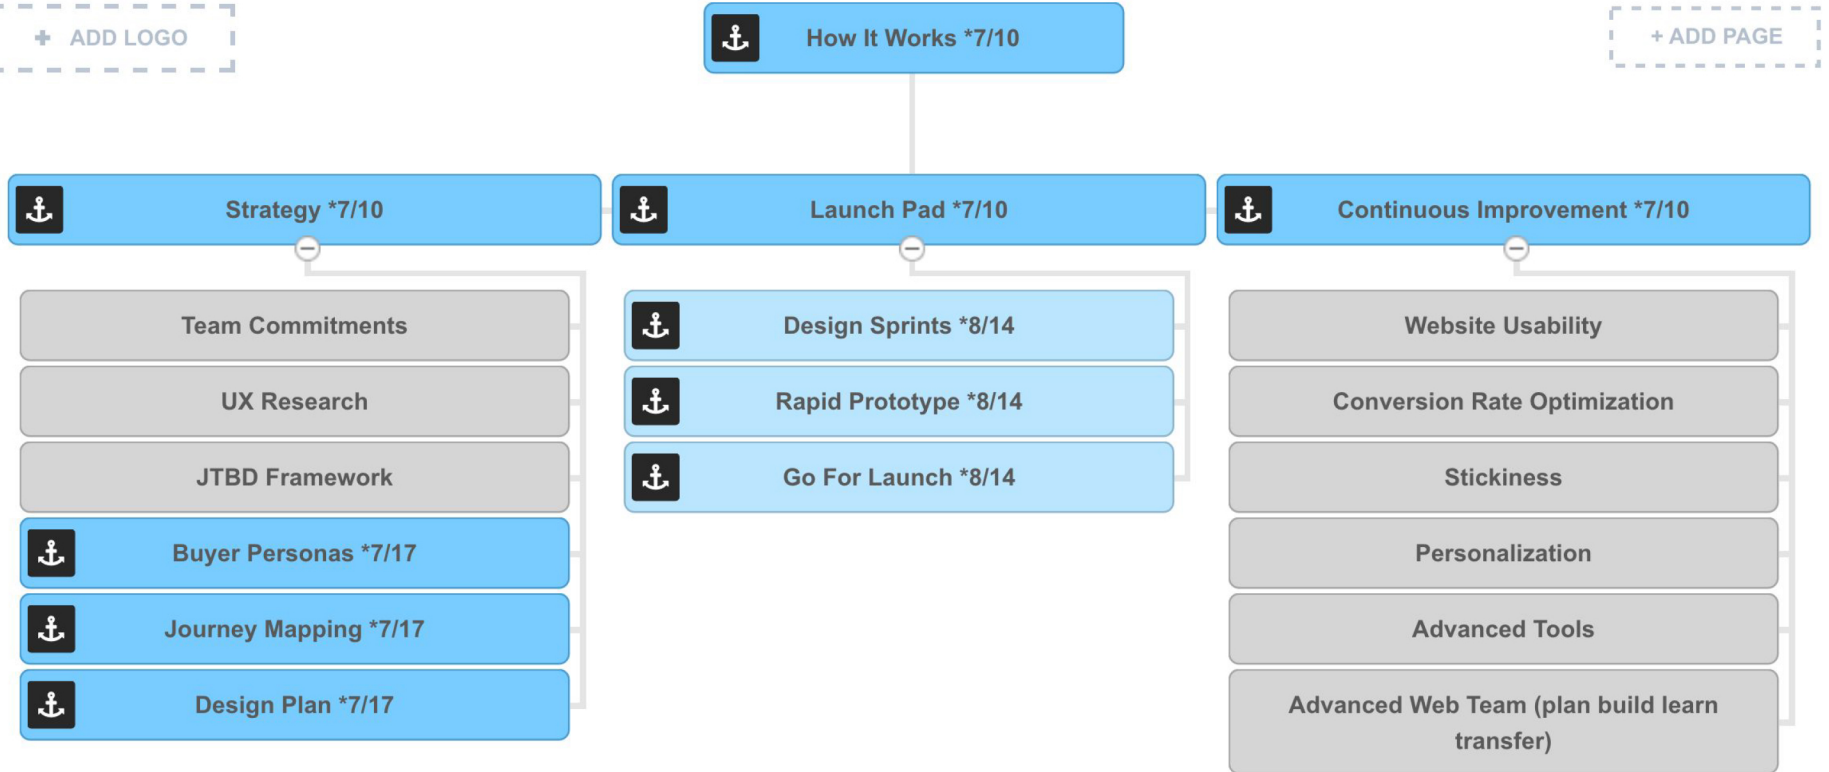 + ADD LOGO
How It Works *7/10
+ ADD PAGE
Strategy *7/10
Launch Pad *7/10
Continuous Improvement *7/10
Team Commitments
UX Research
JTBD Framework
Buyer Personas *7/17
Journey Mapping *7/17
Design Plan *7/17
Design Sprints *8/14
Rapid Prototype *8/14
Go For Launch *8/14
Website Usability
Conversion Rate Optimization
Stickiness
Personalization
Advanced Tools
Advanced Web Team (plan build learn
transfer)